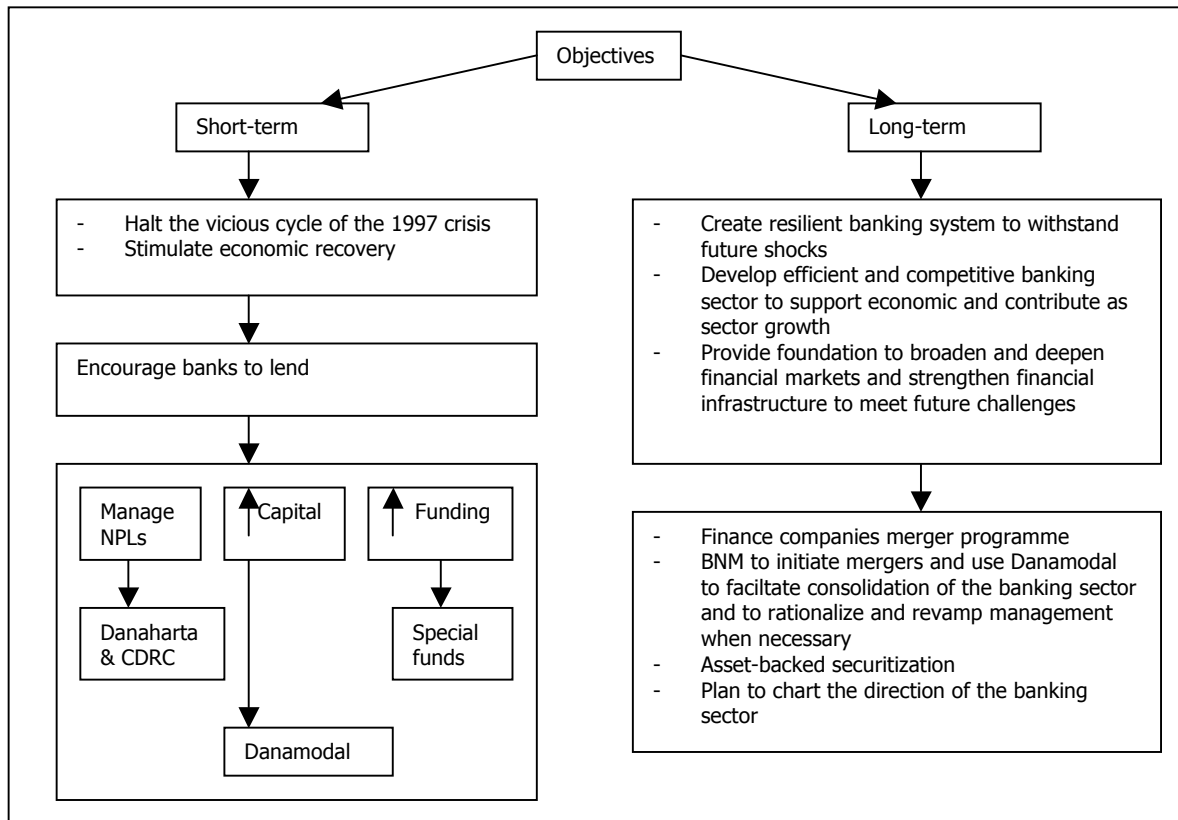 Objectives
Short-term
Long-term
- Halt the vicious cycle of the 1997 crisis
- Stimulate economic recovery
Encourage banks to lend
Manage
NPLs
Capital
Funding
Danaharta
& CDRC
Special
funds
Danamodal
- Create resilient banking system to withstand
future shocks
- Develop efficient and competitive banking
sector to support economic and contribute as
sector growth
- Provide foundation to broaden and deepen
financial markets and strengthen financial
infrastructure to meet future challenges
- Finance companies merger programme
- BNM to initiate mergers and use Danamodal
to faciltate consolidation of the banking sector
and to rationalize and revamp management
when necessary
- Asset-backed securitization
- Plan to chart the direction of the banking
sector